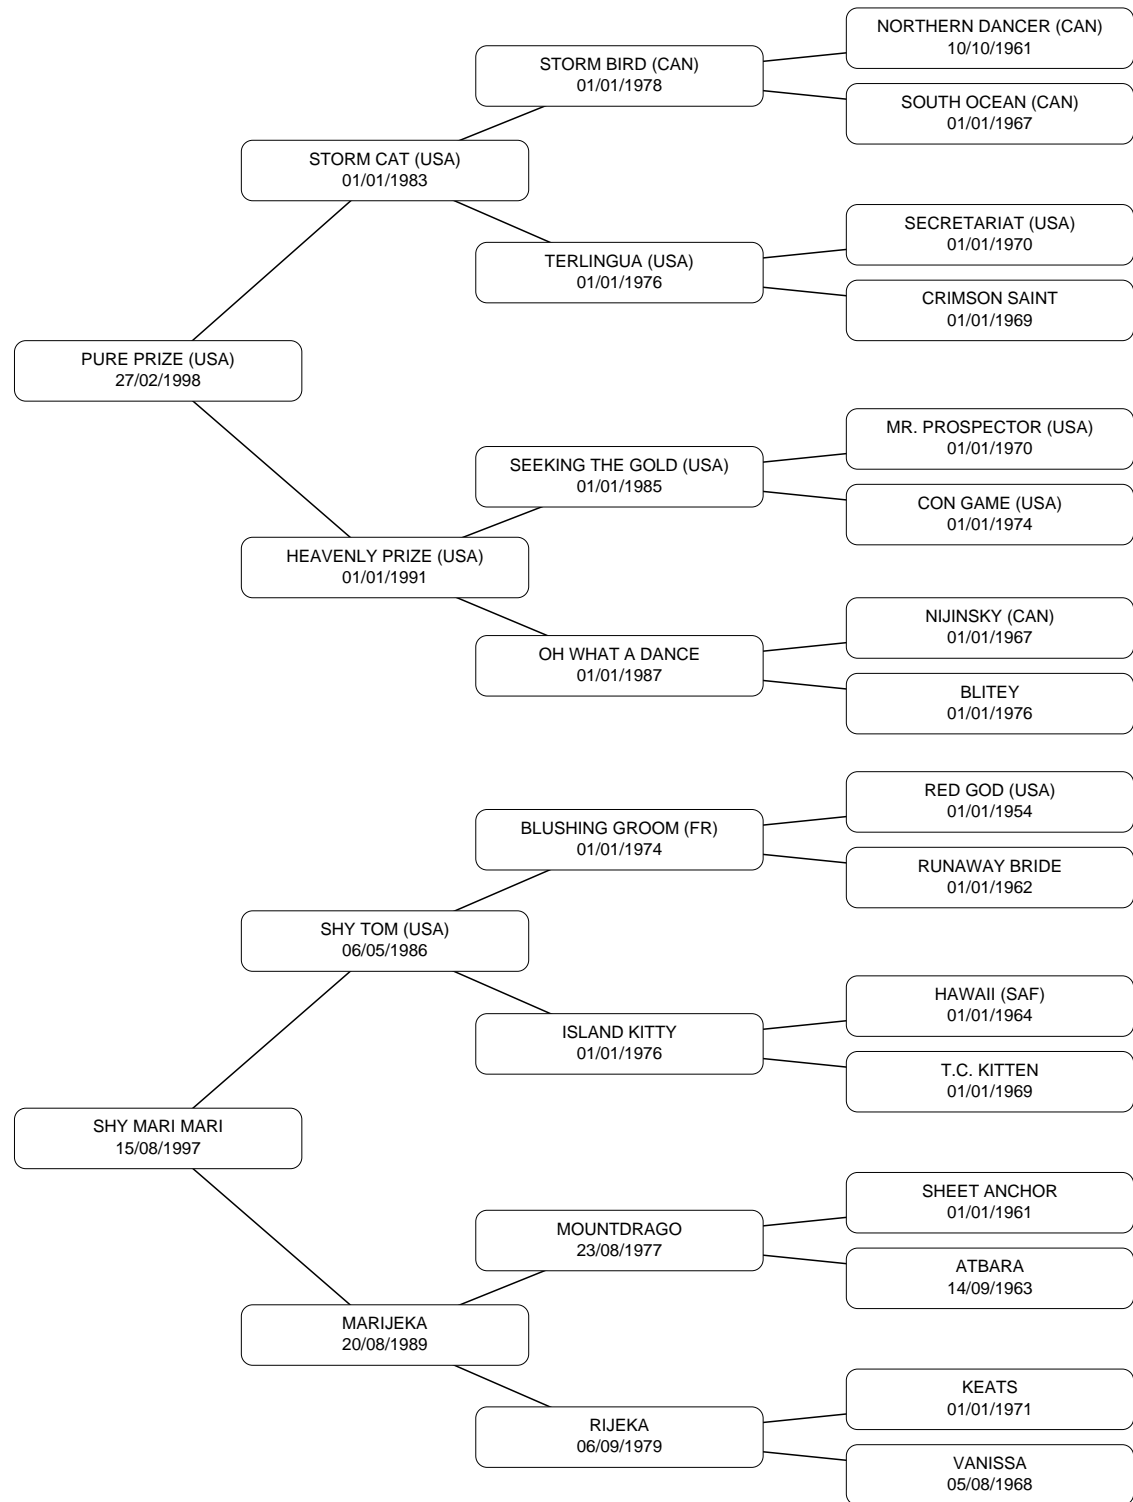 NORTHERN DANCER (CAN)
10/10/1961
STORM BIRD (CAN)
01/01/1978
SOUTH OCEAN (CAN)
01/01/1967
STORM CAT (USA)
01/01/1983
SECRETARIAT (USA)
01/01/1970
TERLINGUA (USA)
01/01/1976
CRIMSON SAINT
01/01/1969
PURE PRIZE (USA)
27/02/1998
MR. PROSPECTOR (USA)
01/01/1970
SEEKING THE GOLD (USA)
01/01/1985
CON GAME (USA)
01/01/1974
HEAVENLY PRIZE (USA)
01/01/1991
NIJINSKY (CAN)
01/01/1967
OH WHAT A DANCE
01/01/1987
BLITEY
01/01/1976
RED GOD (USA)
01/01/1954
BLUSHING GROOM (FR)
01/01/1974
RUNAWAY BRIDE
01/01/1962
SHY TOM (USA)
06/05/1986
HAWAII (SAF)
01/01/1964
ISLAND KITTY
01/01/1976
T.C. KITTEN
01/01/1969
SHY MARI MARI
15/08/1997
SHEET ANCHOR
01/01/1961
MOUNTDRAGO
23/08/1977
ATBARA
14/09/1963
MARIJEKA
20/08/1989
KEATS
01/01/1971
RIJEKA
06/09/1979
VANISSA
05/08/1968